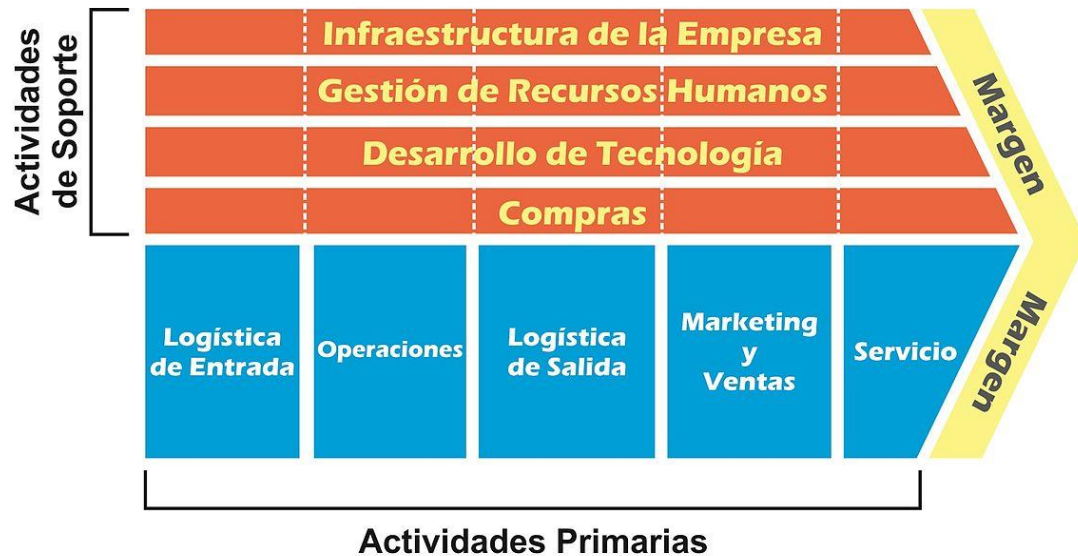 Actividades
de Soporte
Infraestructura de la Empresa
Gestión de Recursos Humanos
Desarrollo de Tecnología
Compras
Margen
Logística
de Entrada
Operaciones
Logística
de Salida
Marketing
y
Ventas
Servicio
Margen
Actividades Primarias